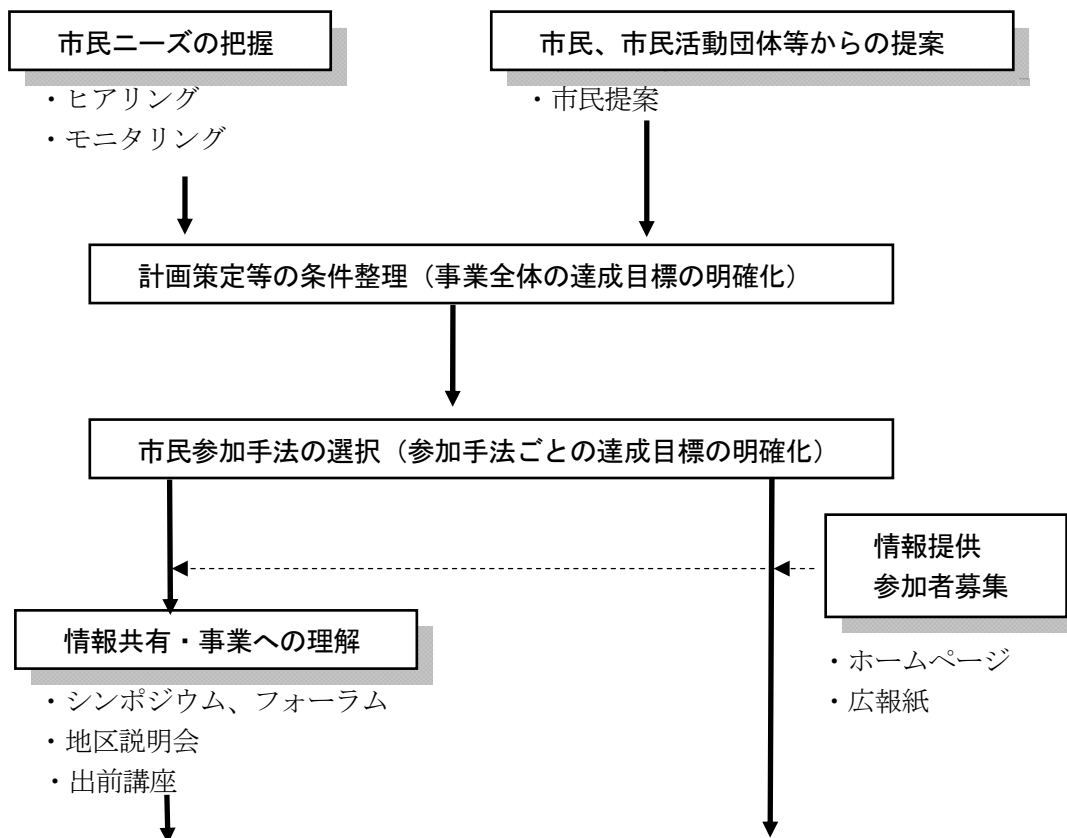 市民ニーズの把握
市民、市民活動団体等からの提案
・ヒアリング
・モニタリング
・市民提案
計画策定等の条件整理（事業全体の達成目標の明確化）
市民参加手法の選択（参加手法ごとの達成目標の明確化）
情報提供
参加者募集
・ホームページ
・広報紙
情報共有・事業への理解
・シンポジウム、フォーラム
・地区説明会
・出前講座